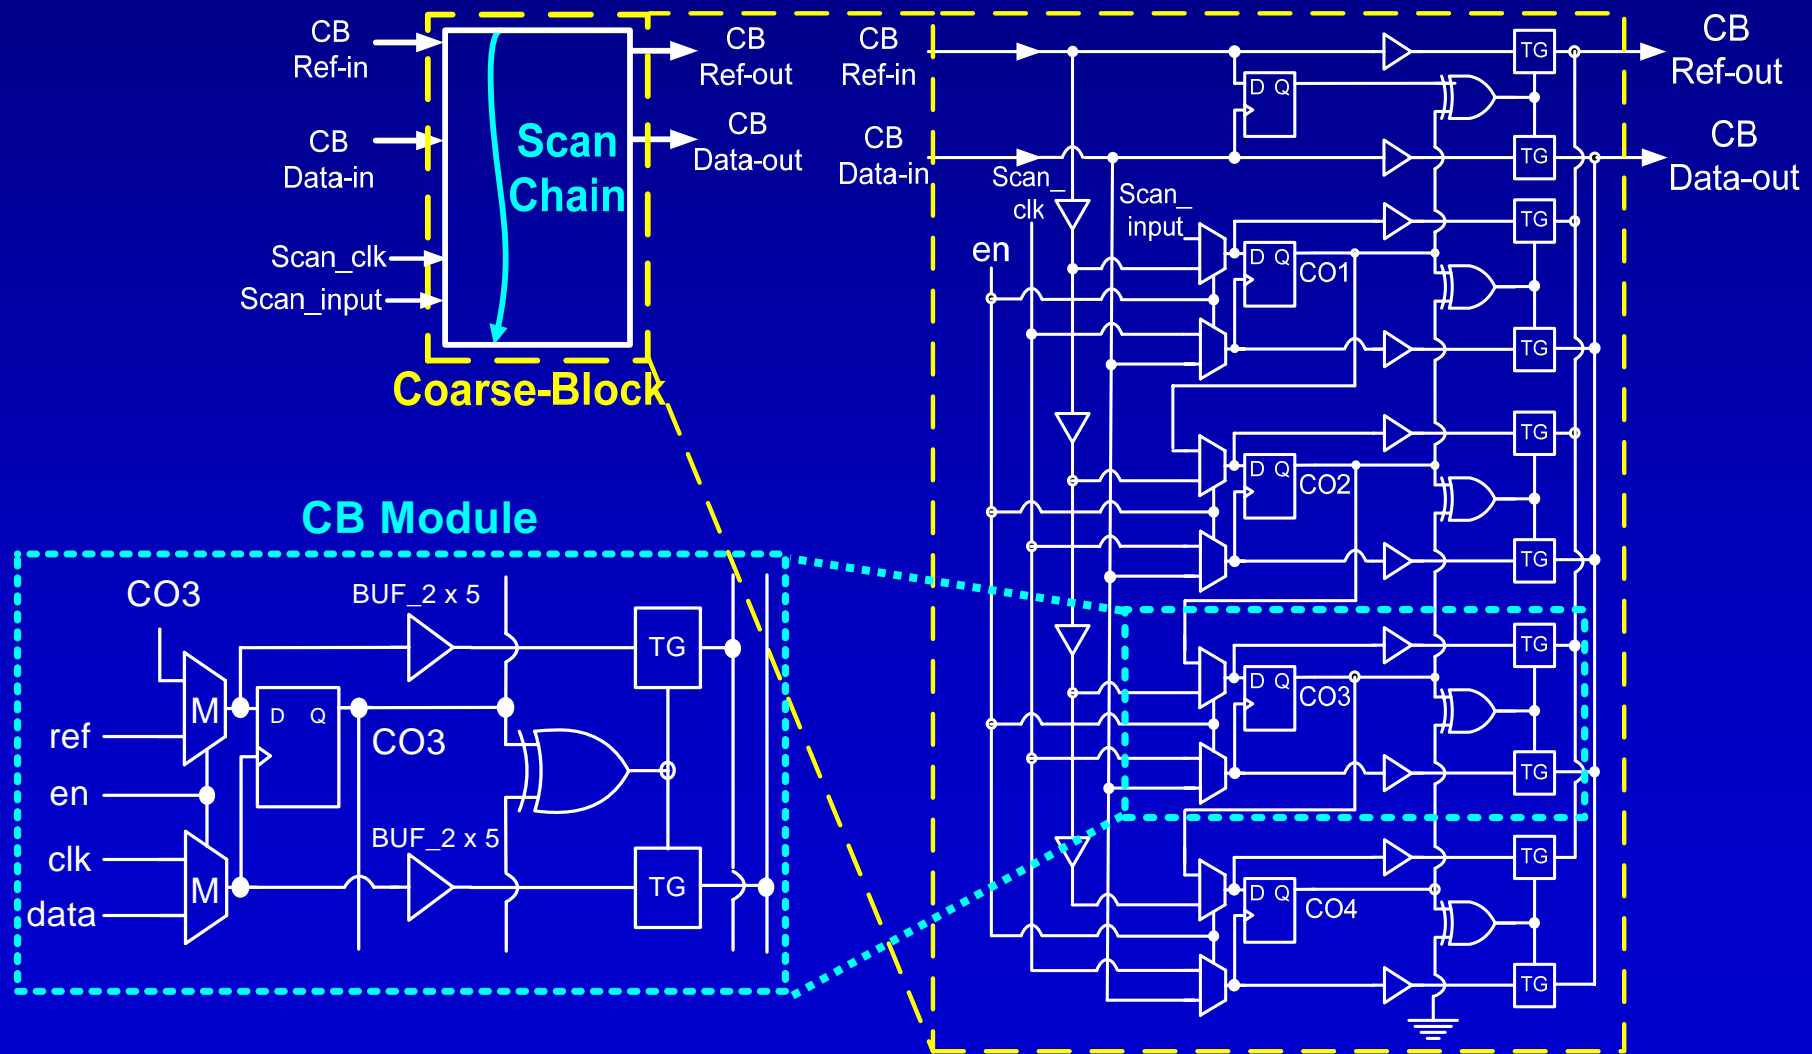 CB
Ref-in
CB
Data-in
Scan_clk
Scan_input
Scan
Chain
CB
Ref-out
CB
Data-out
Coarse-Block
CB
Ref-in
CB
Data-in
Scan_
clk
Scan_
input
en
D Q
TG
TG
CB
Ref-out
CB
Data-out
TG
D Q
CO1
TG
TG
D Q
CO2
TG
TG
D Q
CO3
TG
TG
D Q
CO4
TG
CB Module
CO3
BUF_2 x 5
TG
M
D Q
ref
CO3
en
BUF_2 x 5
clk
M
TG
data